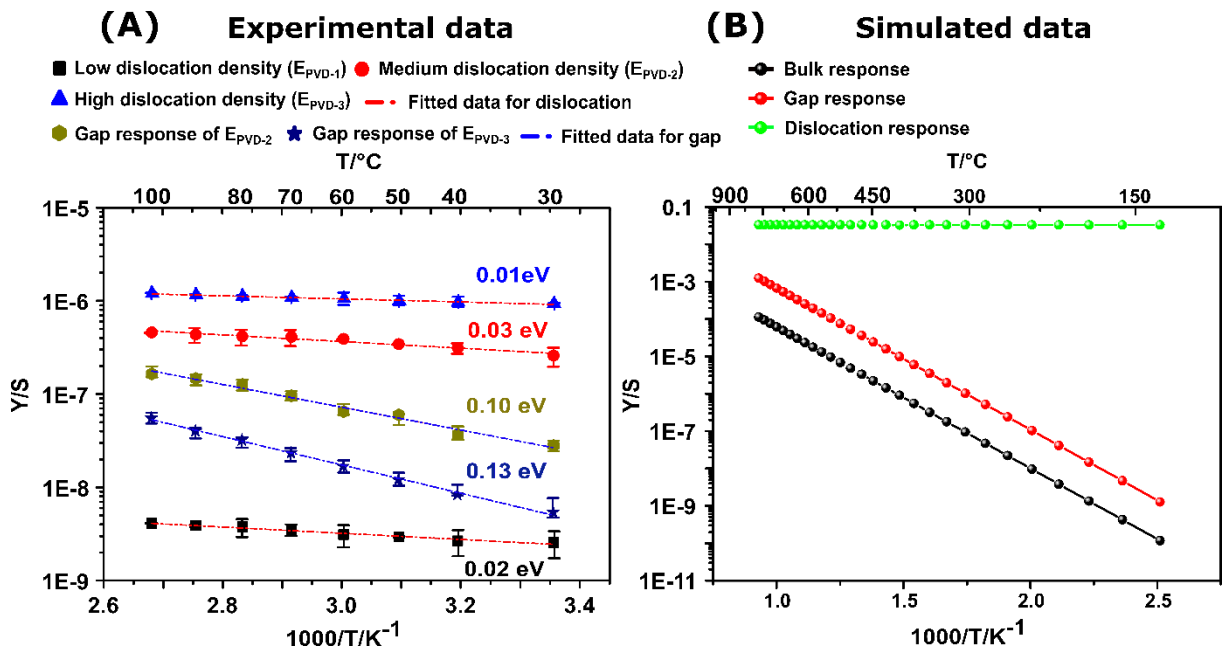 (A) Experimental data
Low dislocation density (E_PVD-1) Medium dislocation density (E_PVD-2)
High dislocation density (E_PVD-3) Fitted data for dislocation
Gap response of E_PVD-2 Gap response of E_PVD-3 Fitted data for gap
T/°C
100 80 70 60 50 40 30
1E-5
1E-6
1E-7
1E-8
1E-9
Y/S
0.01eV
0.03 eV
0.10 eV
0.13 eV
0.02 eV
2.6 2.8 3.0 3.2 3.4
1000/T/K⁻¹
(B) Simulated data
Bulk response
Gap response
Dislocation response
T/°C
900 600 450 300 150
0.1
1E-3
1E-5
1E-7
1E-9
1E-11
Y/S
1.0 1.5 2.0 2.5
1000/T/K⁻¹